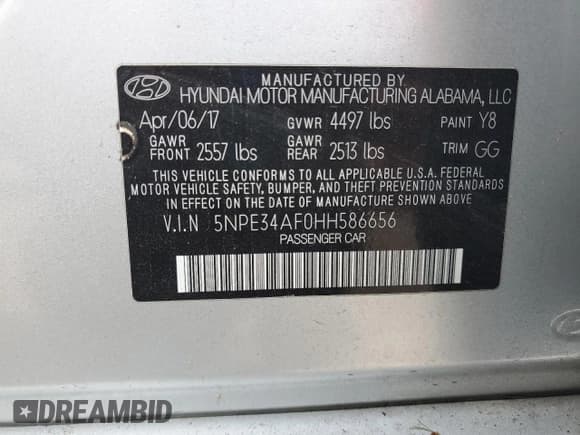 MANUFACTURED BY
HYUNDAI MOTOR MANUFACTURING ALABAMA, LLC
Apr/06/17 GVWR 4497 lbs PAINT Y8
GAWR FRONT 2557 lbs GAWR REAR 2513 lbs TRIM GG
THIS VEHICLE CONFORMS TO ALL APPLICABLE U.S.A. FEDERAL
MOTOR VEHICLE SAFETY, BUMPER, AND THEFT PREVENTION STANDARDS
IN EFFECT ON THE DATE OF MANUFACTURE SHOWN ABOVE.
V.I.N 5NPE34AF0HH586656
PASSENGER CAR
DREAMBID